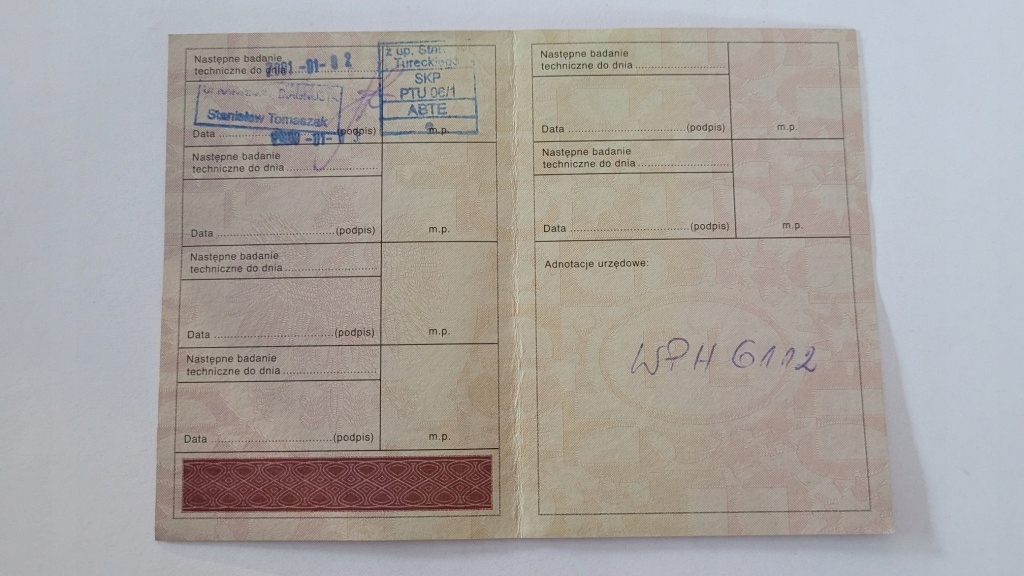 Następne badanie
techniczne do dnia 2001 -01- 02
z up. Sta
Tureckiego
SKP
PTU 06/1
ABTE
DIAGNOSTA
Stanisław Tomaszak
Data (podpis) m.p.
-01-
Następne badanie
techniczne do dnia
Data (podpis) m.p.
Następne badanie
techniczne do dnia
Data (podpis) m.p.
Następne badanie
techniczne do dnia
Data (podpis) m.p.
Następne badanie
techniczne do dnia
Data (podpis) m.p.
Następne badanie
techniczne do dnia
Data (podpis) m.p.
Adnotacje urzędowe:
WPH 6112